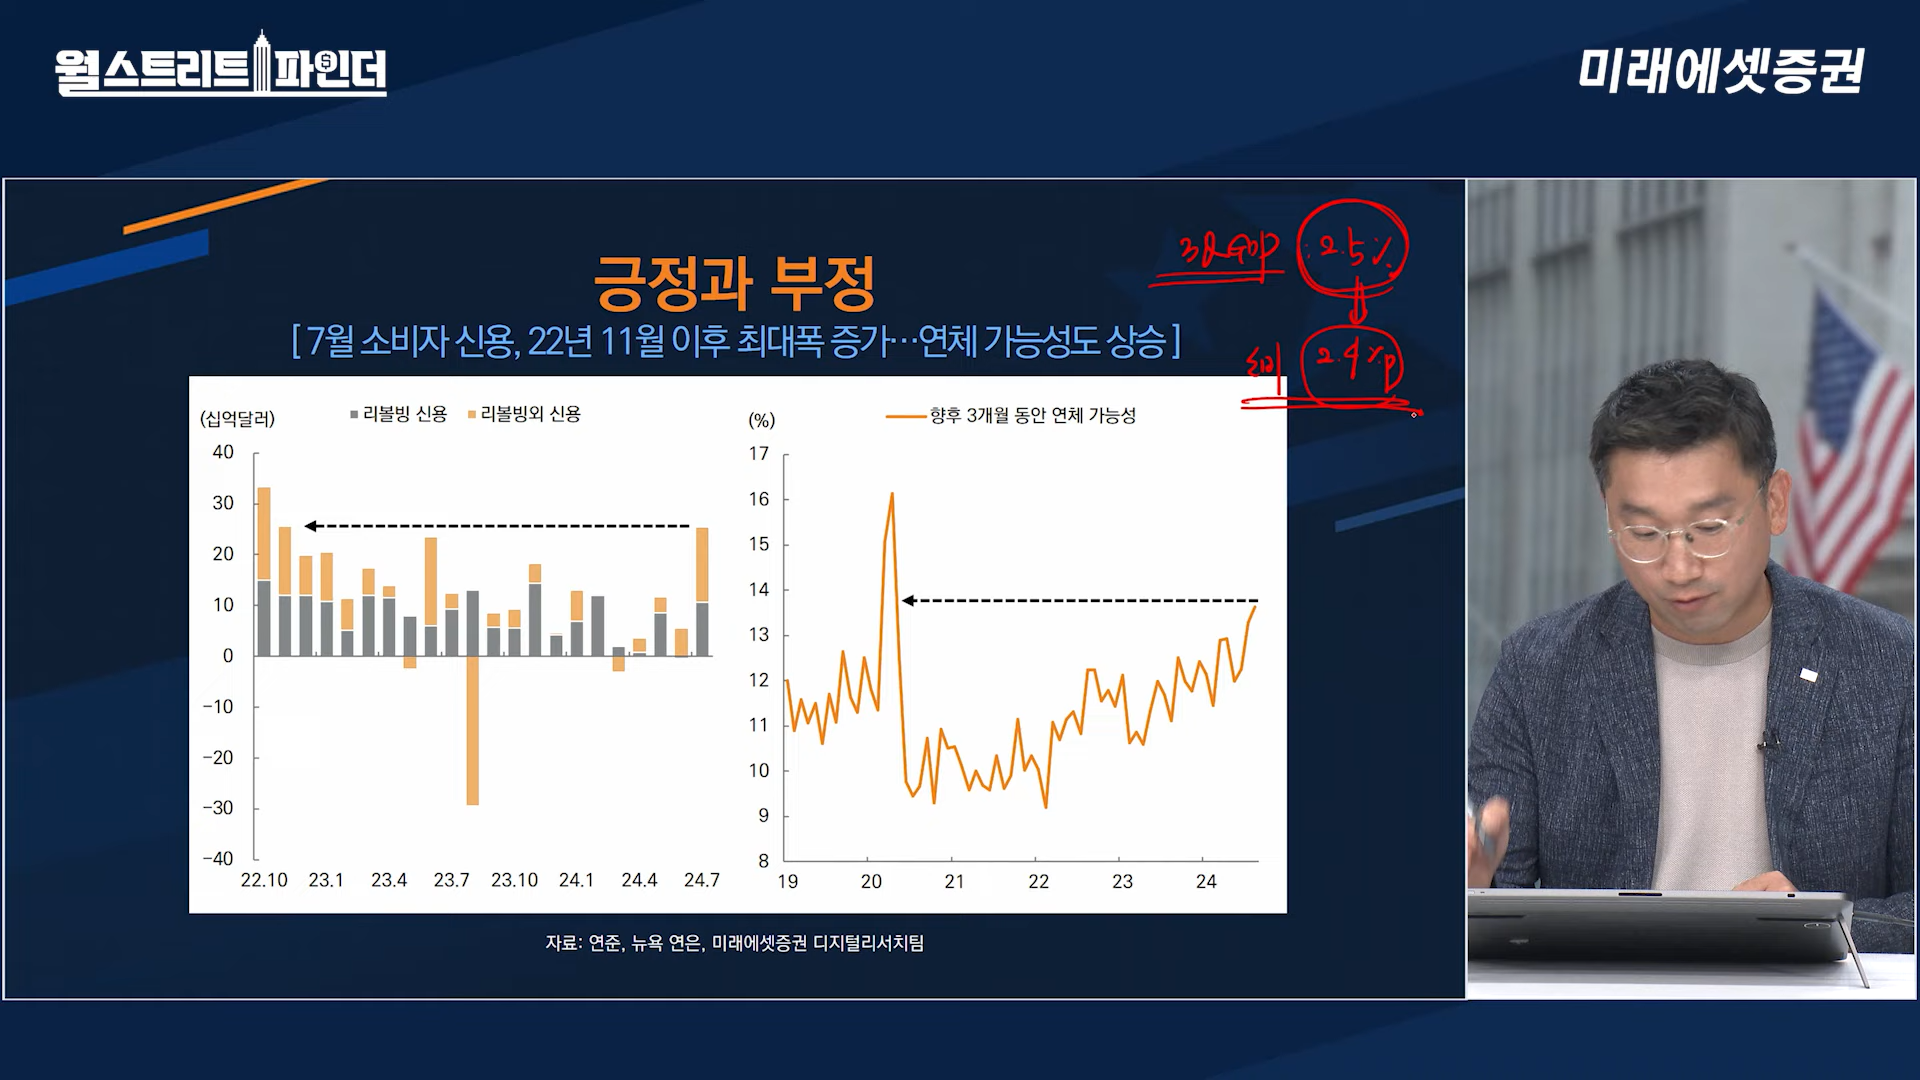 월스트리트파인더
미래에셋증권
3Q GDP : 2.5%
소비 2.4%p
긍정과 부정
[ 7월 소비자 신용, 22년 11월 이후 최대폭 증가…연체 가능성도 상승 ]
(십억달러)
리볼빙 신용 리볼빙외 신용
40
30
20
10
0
-10
-20
-30
-40
22.10 23.1 23.4 23.7 23.10 24.1 24.4 24.7
(%)
향후 3개월 동안 연체 가능성
17
16
15
14
13
12
11
10
9
8
19 20 21 22 23 24
자료: 연준, 뉴욕 연은, 미래에셋증권 디지털리서치팀